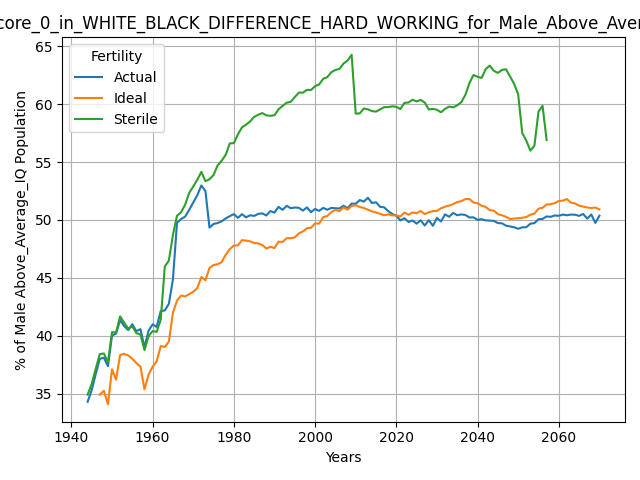 core_0_in_WHITE_BLACK_DIFFERENCE_HARD_WORKING_for_Male_Above_Aver
Fertility
Actual
Ideal
Sterile
% of Male Above_Average_IQ Population
65
60
55
50
45
40
35
1940
1960
1980
2000
2020
2040
2060
Years